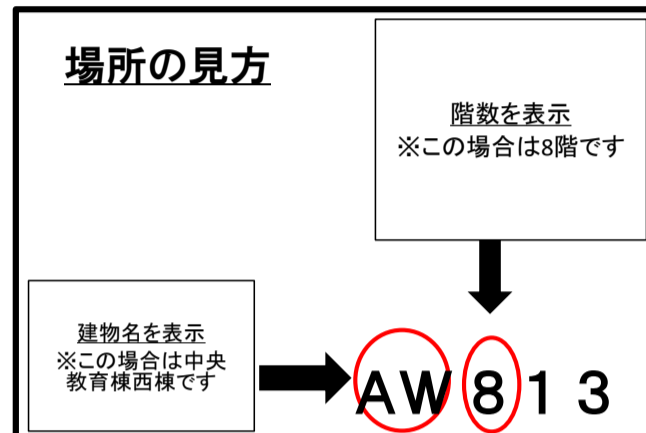 場所の見方
階数を表示
※この場合は8階です
建物名を表示
※この場合は中央
教育棟西棟です
AW813